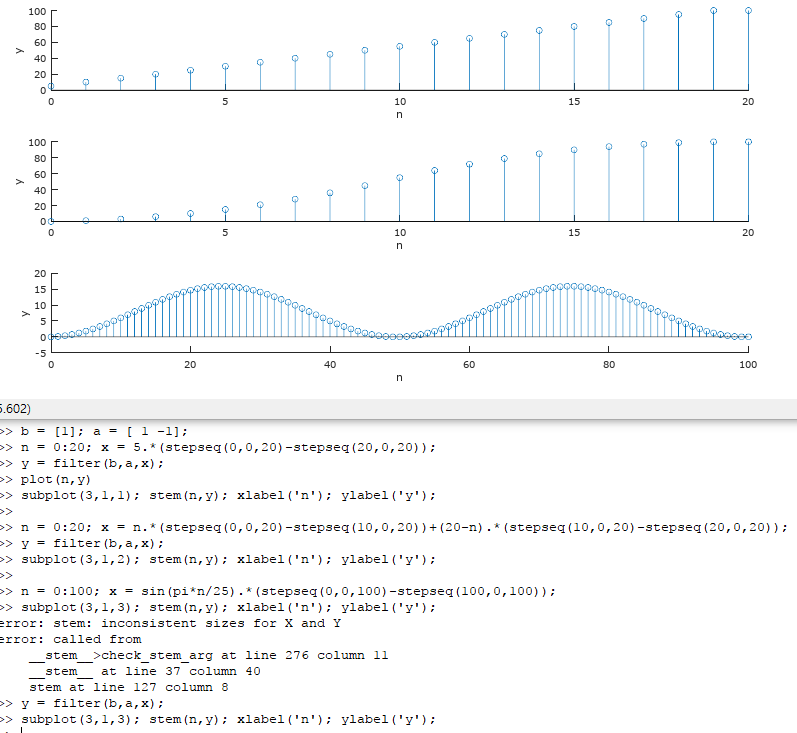 100
80
60
40
20
0
y
0 5 10 15 20
n
100
80
60
40
20
0
y
0 5 10 15 20
n
20
15
10
5
0
-5
y
0 20 40 60 80 100
n
5.602)
>> b = [1]; a = [ 1 -1];
>> n = 0:20; x = 5.*(stepseq(0,0,20)-stepseq(20,0,20));
>> y = filter(b,a,x);
>> plot(n,y)
>> subplot(3,1,1); stem(n,y); xlabel('n'); ylabel('y');
>>
>> n = 0:20; x = n.*(stepseq(0,0,20)-stepseq(10,0,20))+(20-n).*(stepseq(10,0,20)-stepseq(20,0,20));
>> y = filter(b,a,x);
>> subplot(3,1,2); stem(n,y); xlabel('n'); ylabel('y');
>>
>> n = 0:100; x = sin(pi*n/25).*(stepseq(0,0,100)-stepseq(100,0,100));
>> subplot(3,1,3); stem(n,y); xlabel('n'); ylabel('y');
error: stem: inconsistent sizes for X and Y
error: called from
__stem__>check_stem_arg at line 276 column 11
__stem__ at line 37 column 40
stem at line 127 column 8
>> y = filter(b,a,x);
>> subplot(3,1,3); stem(n,y); xlabel('n'); ylabel('y');